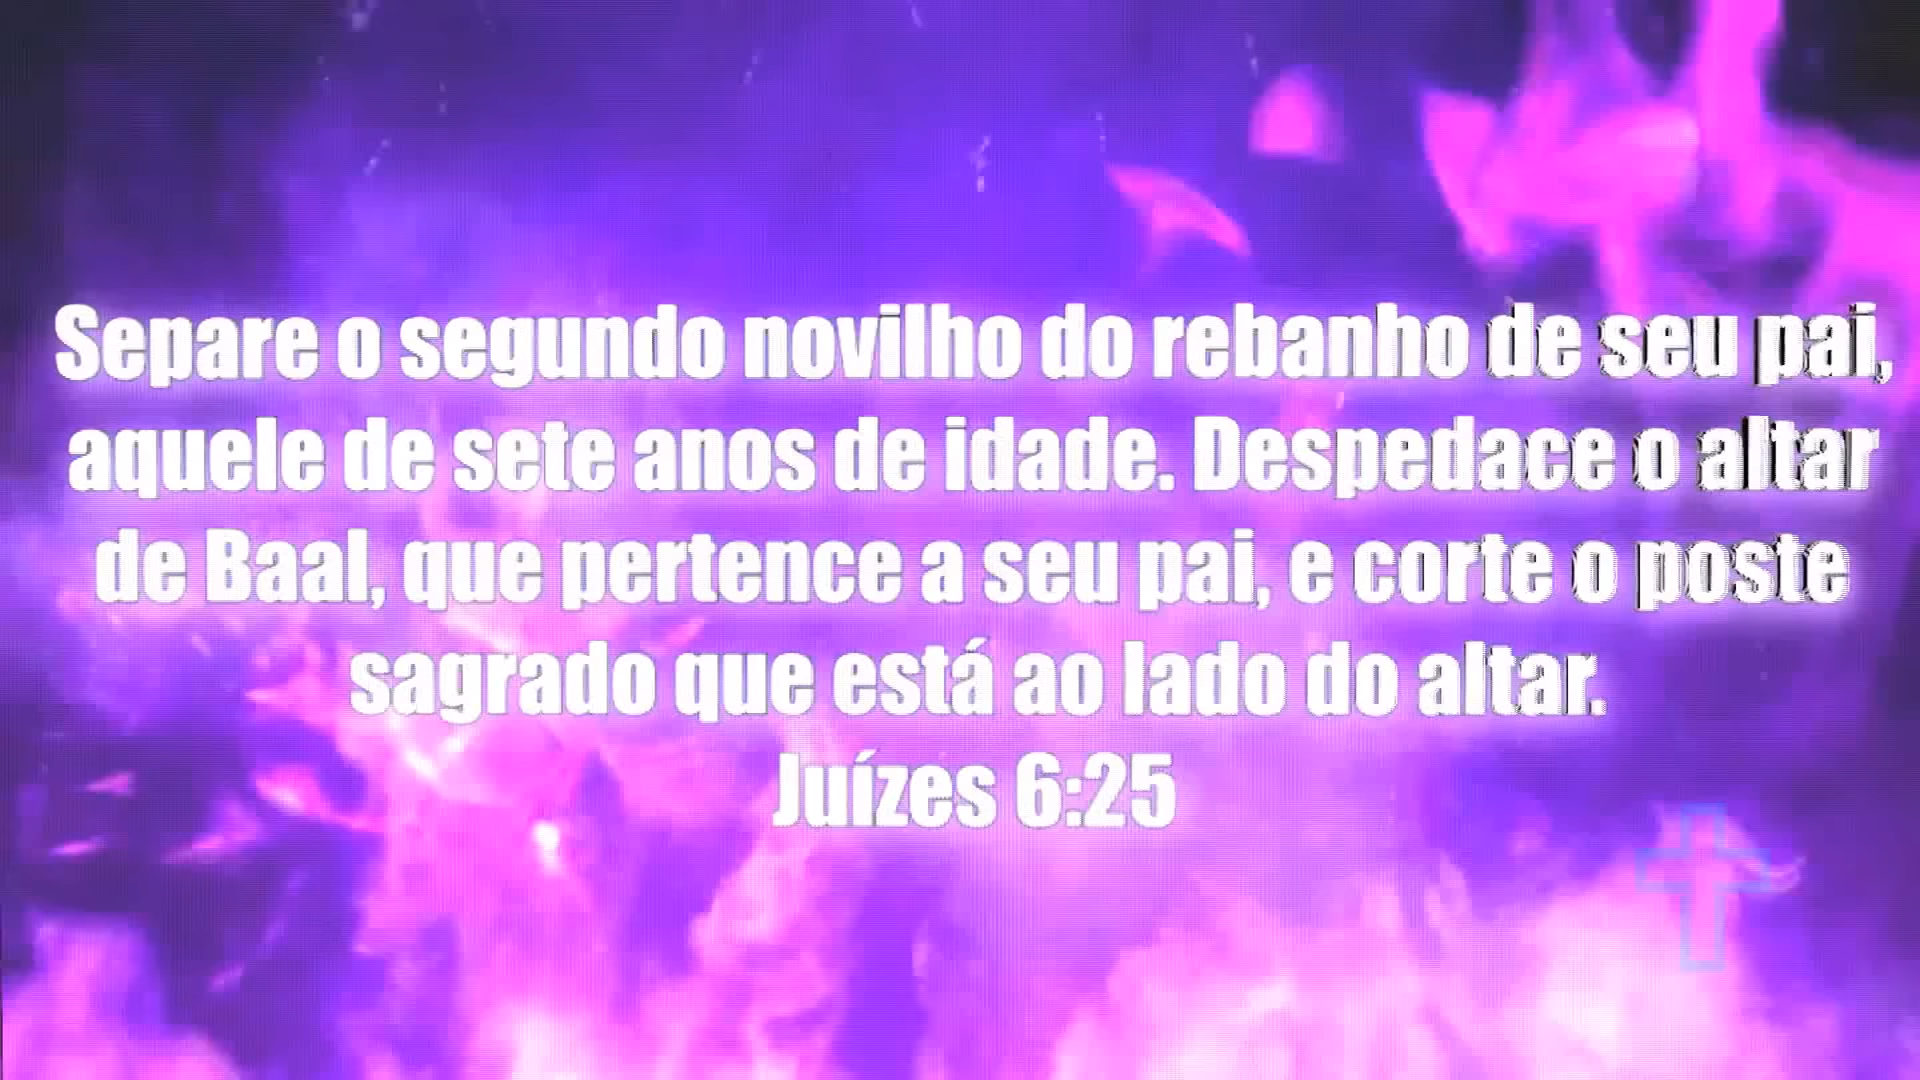 Separe o segundo novilho do rebanho de seu pai,
aquele de sete anos de idade. Despedace o altar
de Baal, que pertence a seu pai, e corte o poste
sagrado que está ao lado do altar.
Juízes 6:25